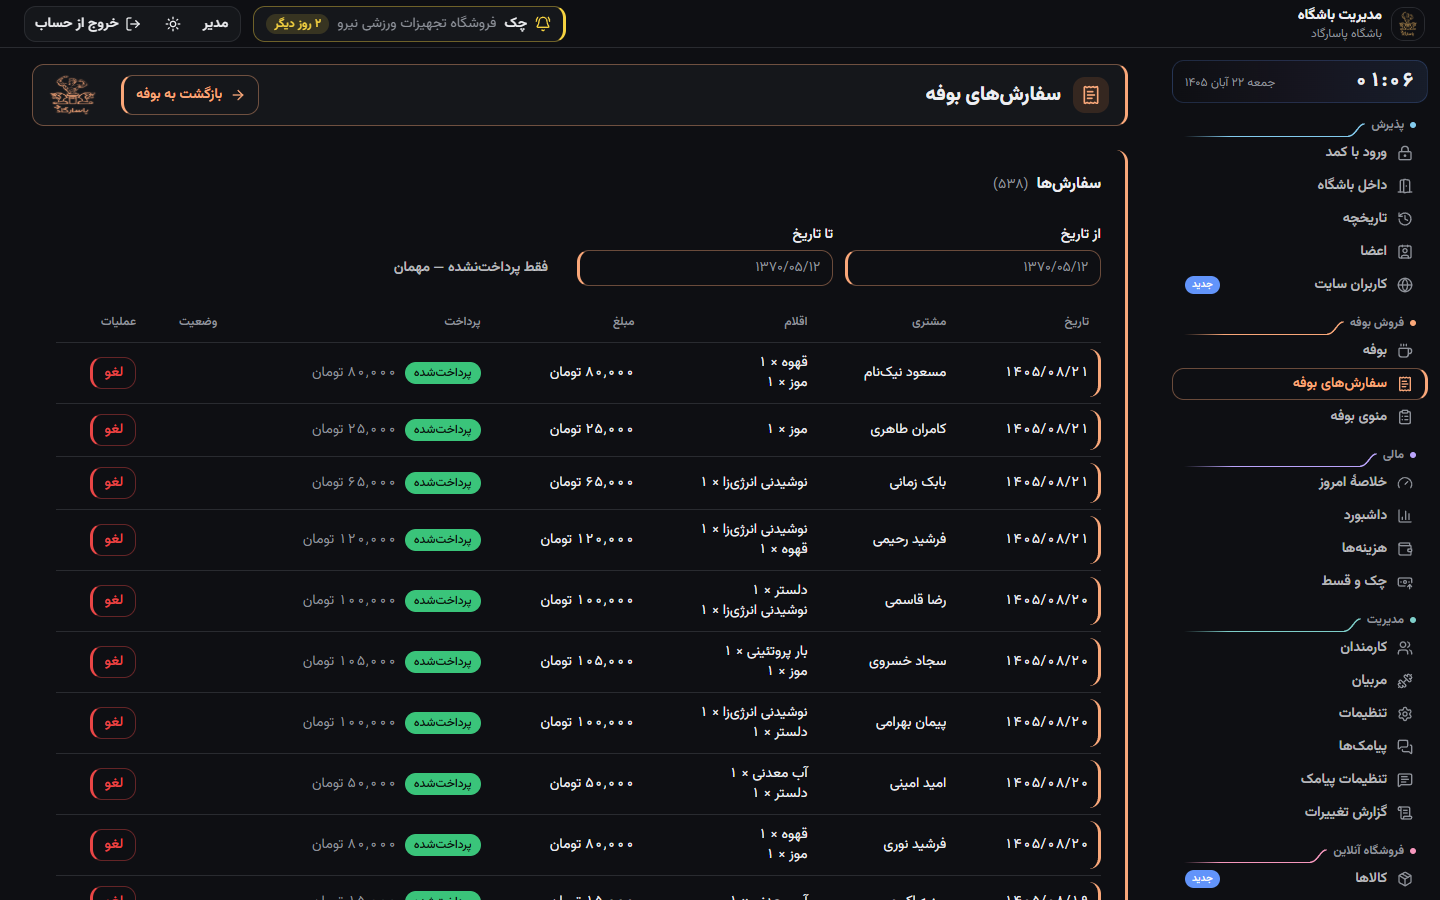 مدیریت باشگاه
باشگاه پاسارگاد
چک فروشگاه تجهیزات ورزشی نیرو ۲ روز دیگر
مدیر
خروج از حساب
۰۱:۰۶
جمعه ۲۲ آبان ۱۴۰۵
پذیرش
ورود با کمد
داخل باشگاه
تاریخچه
اعضا
کاربران سایت جدید
فروش بوفه
بوفه
سفارش‌های بوفه
منوی بوفه
مالی
خلاصهٔ امروز
داشبورد
هزینه‌ها
چک و قسط
مدیریت
کارمندان
مربیان
تنظیمات
پیامک‌ها
تنظیمات پیامک
گزارش تغییرات
فروشگاه آنلاین
کالاها جدید
سفارش‌های بوفه
بازگشت به بوفه
پاسارگاد
سفارش‌ها (۵۳۸)
از تاریخ تا تاریخ
۱۳۷۰/۰۵/۱۲ ۱۳۷۰/۰۵/۱۲ فقط پرداخت‌نشده — مهمان
تاریخ مشتری اقلام مبلغ پرداخت وضعیت عملیات
۱۴۰۵/۰۸/۲۱ مسعود نیک‌نام قهوه × ۱ ۸۰,۰۰۰ تومان پرداخت‌شده ۸۰,۰۰۰ تومان لغو
موز × ۱
۱۴۰۵/۰۸/۲۱ کامران طاهری موز × ۱ ۲۵,۰۰۰ تومان پرداخت‌شده ۲۵,۰۰۰ تومان لغو
۱۴۰۵/۰۸/۲۱ بابک زمانی نوشیدنی انرژی‌زا × ۱ ۶۵,۰۰۰ تومان پرداخت‌شده ۶۵,۰۰۰ تومان لغو
۱۴۰۵/۰۸/۲۱ فرشید رحیمی نوشیدنی انرژی‌زا × ۱ ۱۲۰,۰۰۰ تومان پرداخت‌شده ۱۲۰,۰۰۰ تومان لغو
قهوه × ۱
۱۴۰۵/۰۸/۲۰ رضا قاسمی دلستر × ۱ ۱۰۰,۰۰۰ تومان پرداخت‌شده ۱۰۰,۰۰۰ تومان لغو
نوشیدنی انرژی‌زا × ۱
۱۴۰۵/۰۸/۲۰ سجاد خسروی بار پروتئینی × ۱ ۱۰۵,۰۰۰ تومان پرداخت‌شده ۱۰۵,۰۰۰ تومان لغو
موز × ۱
۱۴۰۵/۰۸/۲۰ پیمان بهرامی نوشیدنی انرژی‌زا × ۱ ۱۰۰,۰۰۰ تومان پرداخت‌شده ۱۰۰,۰۰۰ تومان لغو
دلستر × ۱
۱۴۰۵/۰۸/۲۰ امید امینی آب معدنی × ۱ ۵۰,۰۰۰ تومان پرداخت‌شده ۵۰,۰۰۰ تومان لغو
دلستر × ۱
۱۴۰۵/۰۸/۲۰ فرشید نوری قهوه × ۱ ۸۰,۰۰۰ تومان پرداخت‌شده ۸۰,۰۰۰ تومان لغو
موز × ۱